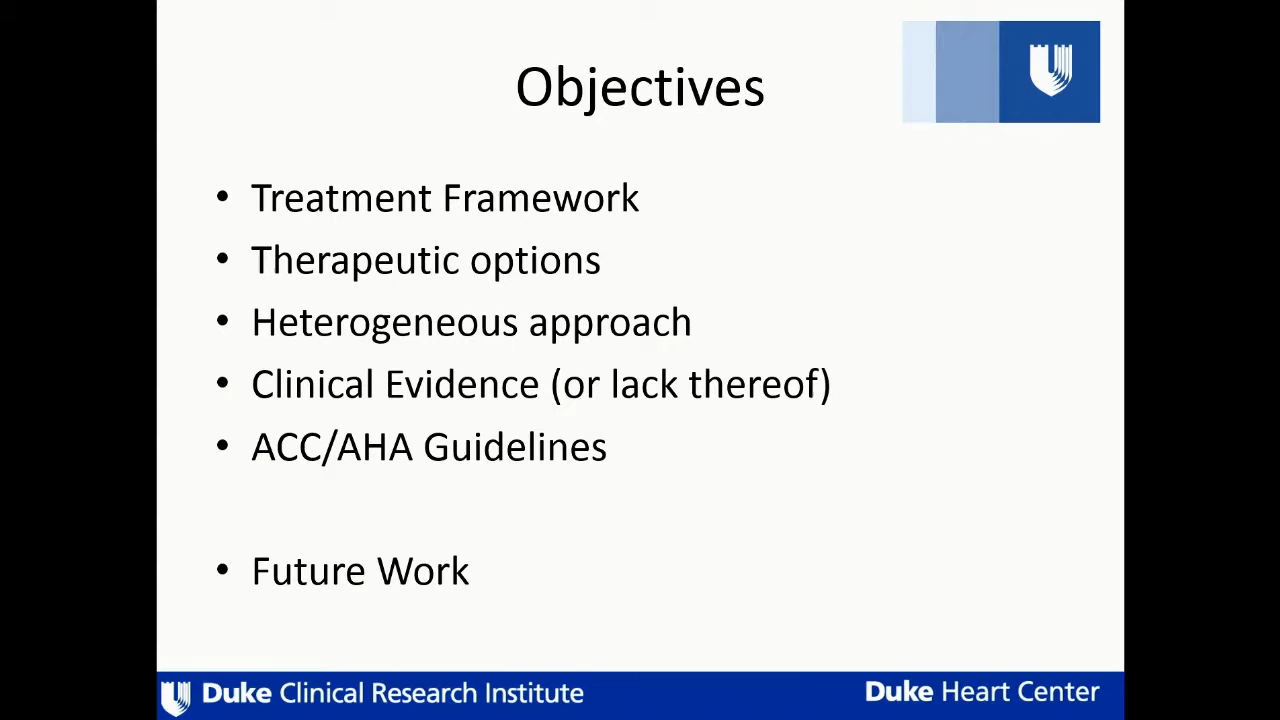 Objectives
• Treatment Framework
• Therapeutic options
• Heterogeneous approach
• Clinical Evidence (or lack thereof)
• ACC/AHA Guidelines
• Future Work
Duke Clinical Research Institute
Duke Heart Center